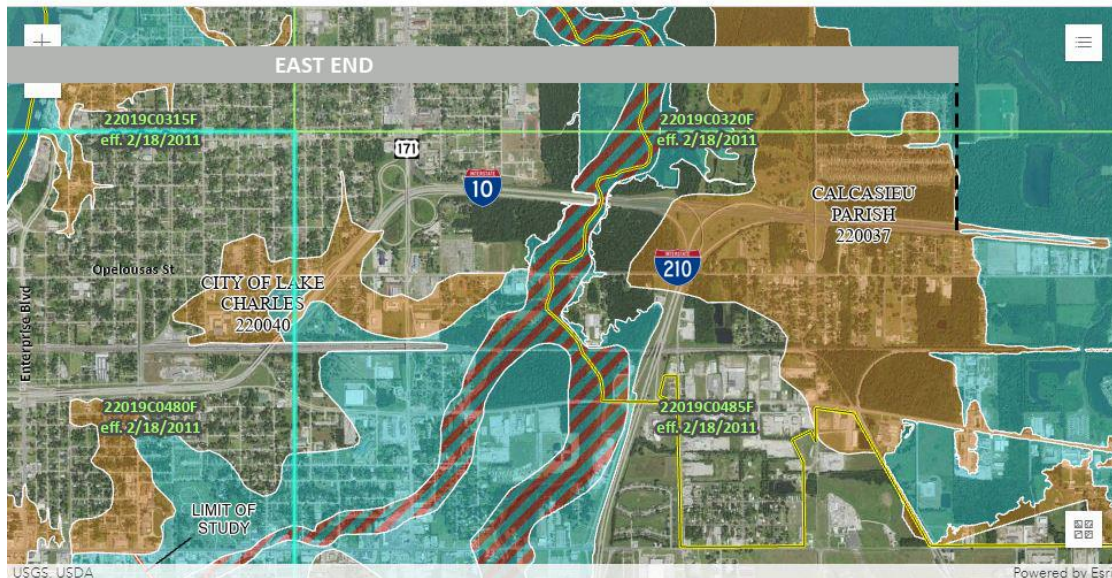 EAST END
22019C0315F
eff. 2/18/2011
22019C0320F
eff. 2/18/2011
171
INTERSTATE
10
CALCASIEU
PARISH
220037
INTERSTATE
210
Opelousas St
CITY OF LAKE
CHARLES
220040
Enterprise Blvd
22019C0480F
eff. 2/18/2011
22019C0485F
eff. 2/18/2011
LIMIT OF
STUDY
USGS, USDA
Powered by Esri